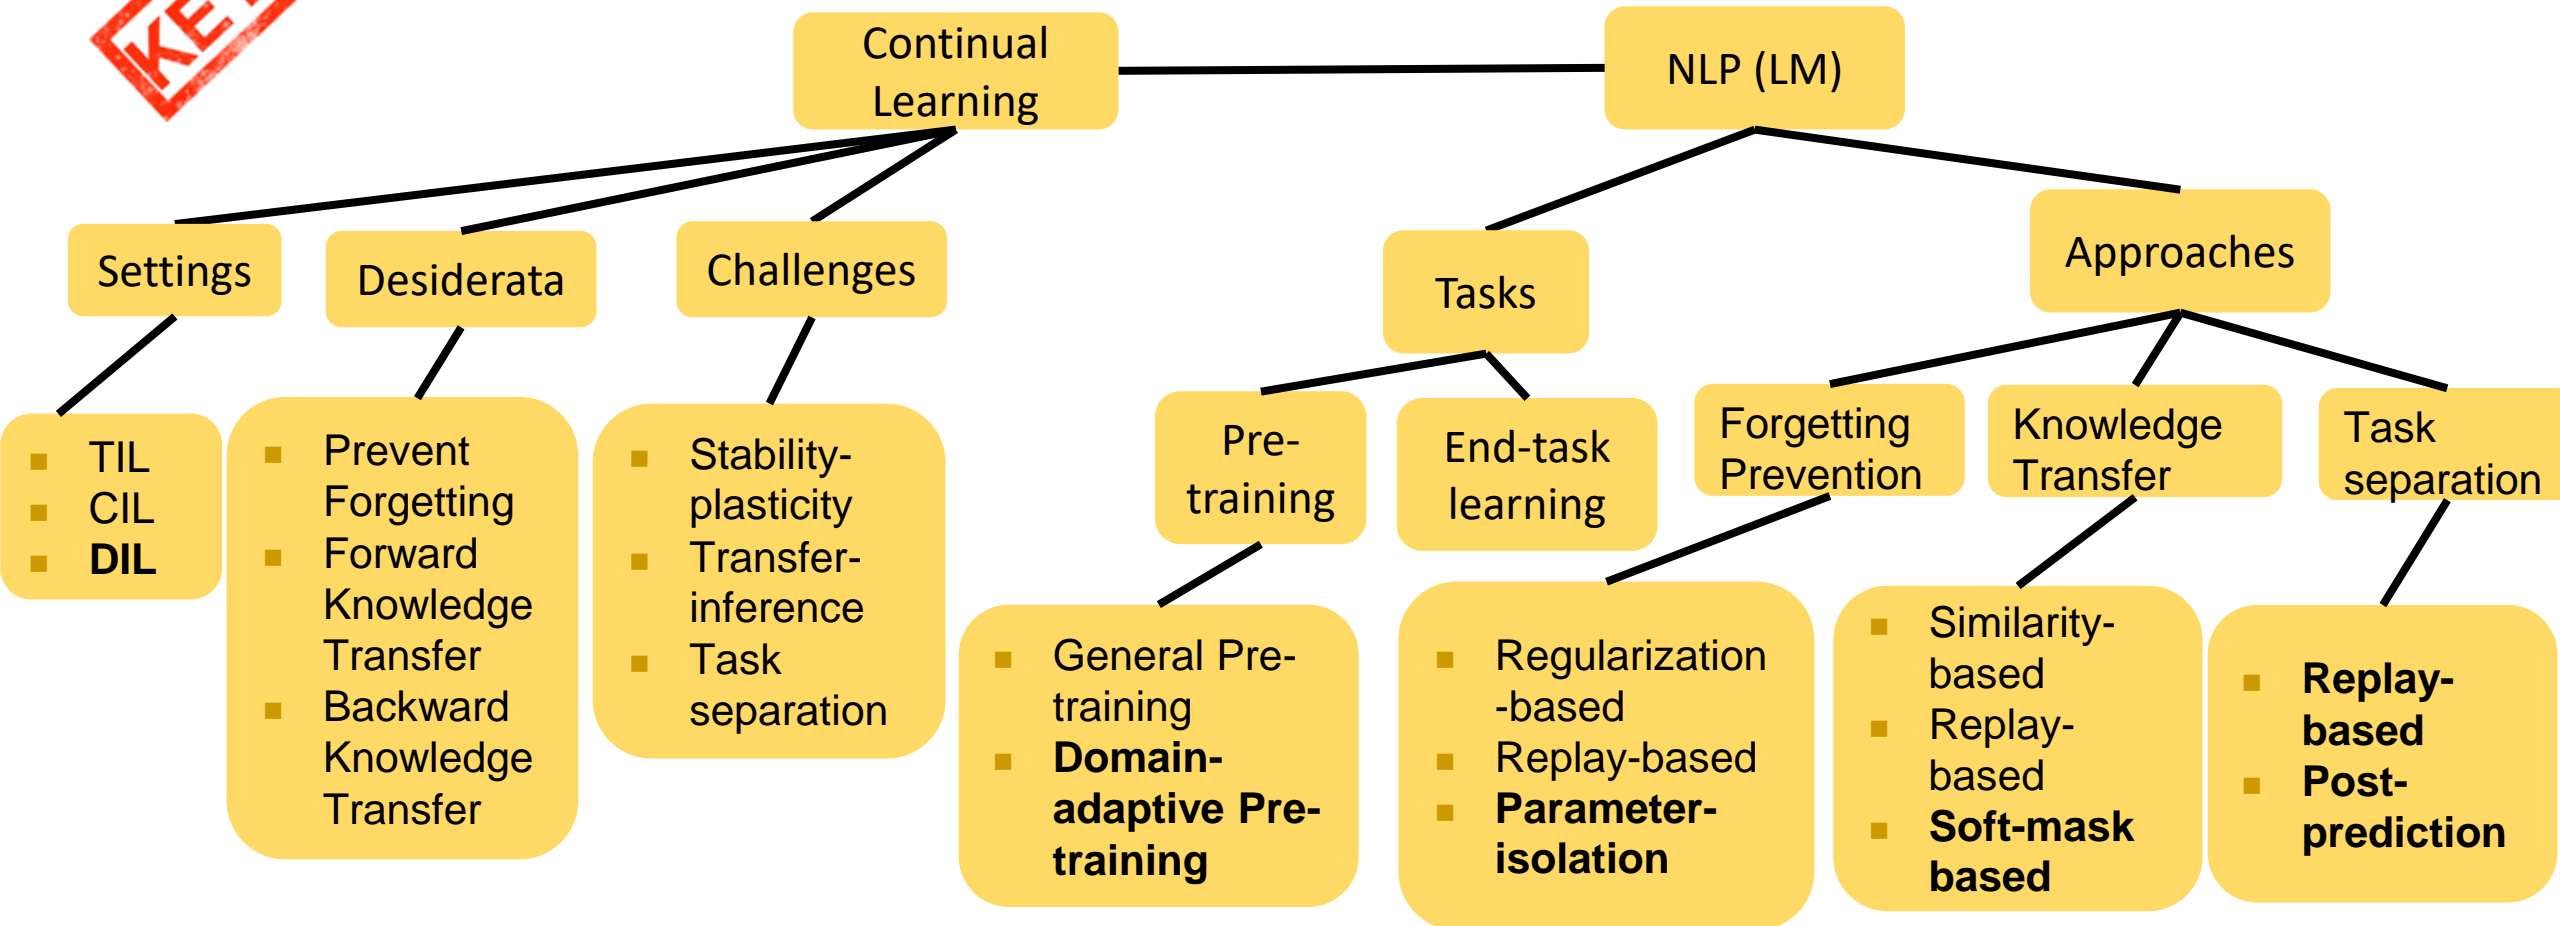 KE
Continual
Learning
NLP (LM)
Settings
Desiderata
Challenges
Tasks
Approaches
TIL
CIL
DIL
Prevent
Forgetting
Forward
Knowledge
Transfer
Backward
Knowledge
Transfer
Stability-
plasticity
Transfer-
inference
Task
separation
Pre-
training
End-task
learning
Forgetting
Prevention
Knowledge
Transfer
Task
separation
General Pre-
training
Domain-
adaptive Pre-
training
Regularization
-based
Replay-based
Parameter-
isolation
Similarity-
based
Replay-
based
Soft-mask
based
Replay-
based
Post-
prediction